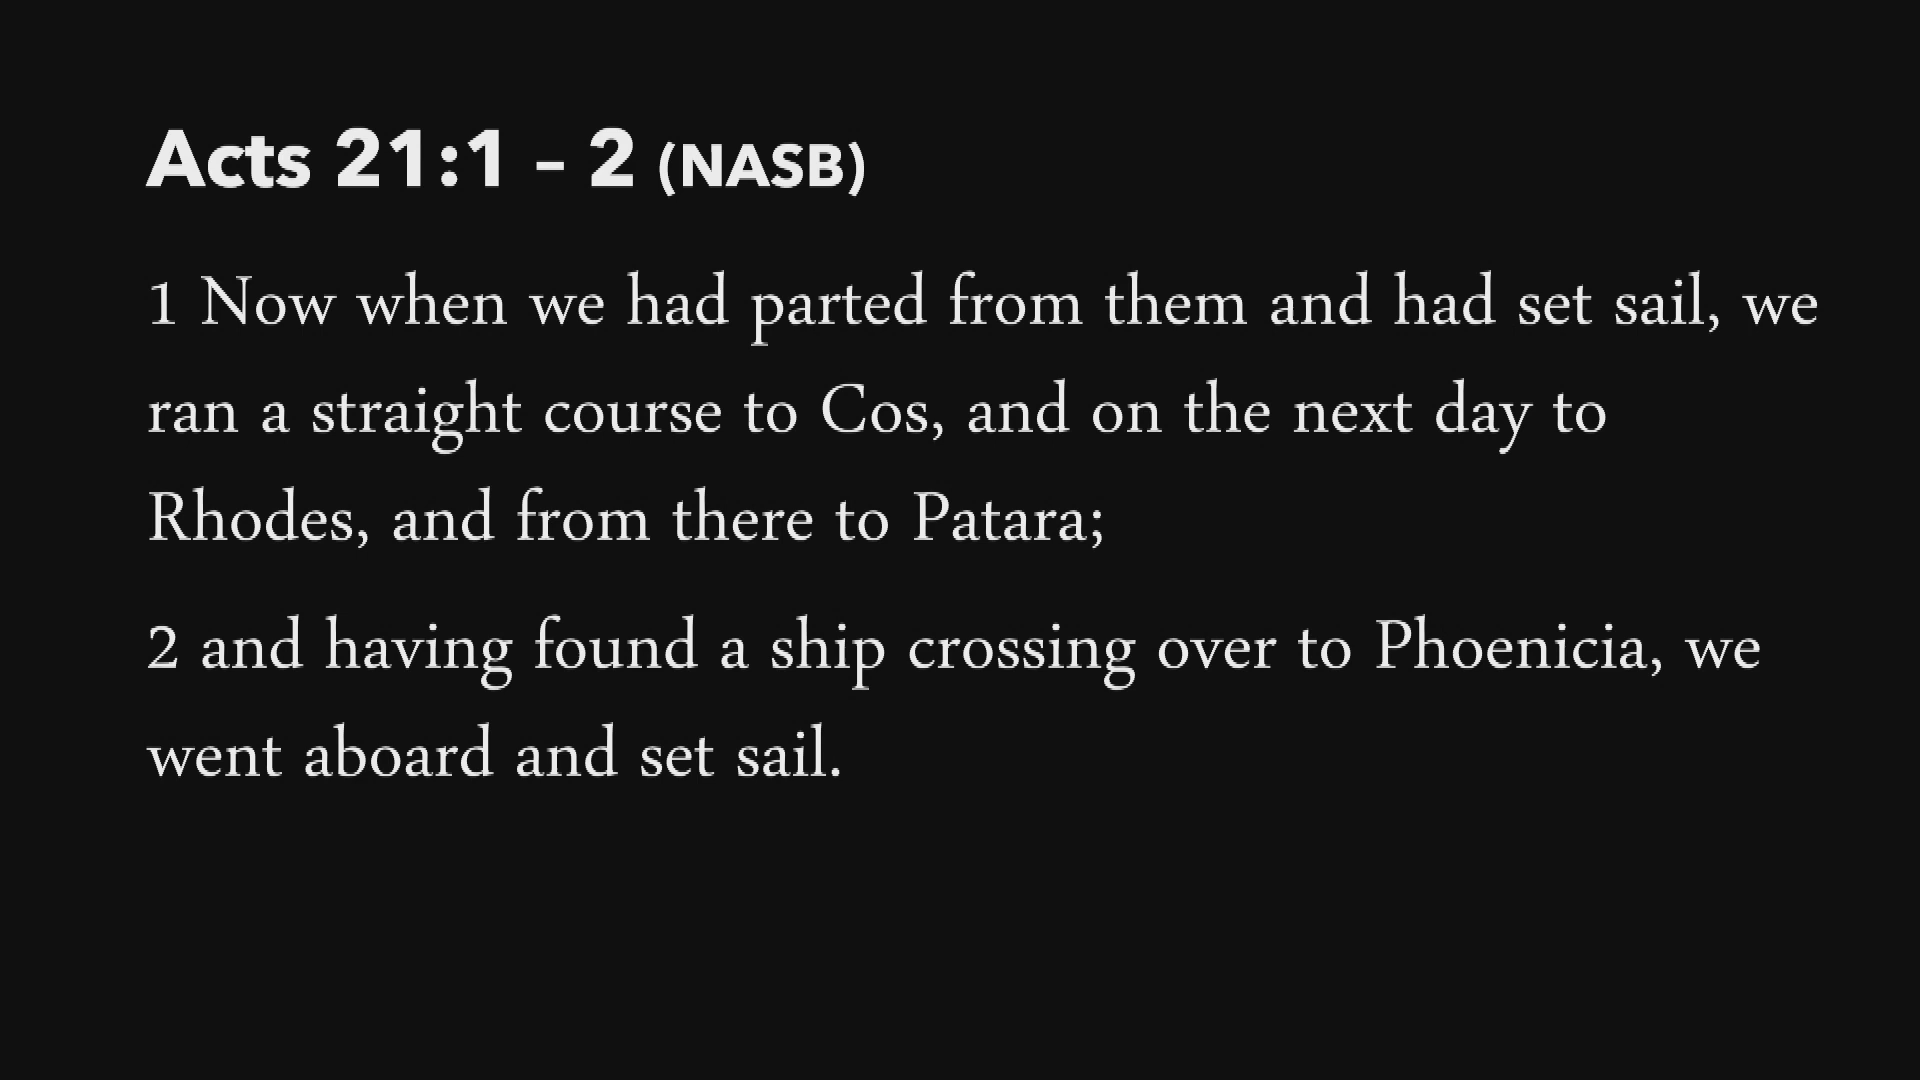 Acts 21:1 – 2 (NASB)
1 Now when we had parted from them and had set sail, we
ran a straight course to Cos, and on the next day to
Rhodes, and from there to Patara;
2 and having found a ship crossing over to Phoenicia, we
went aboard and set sail.